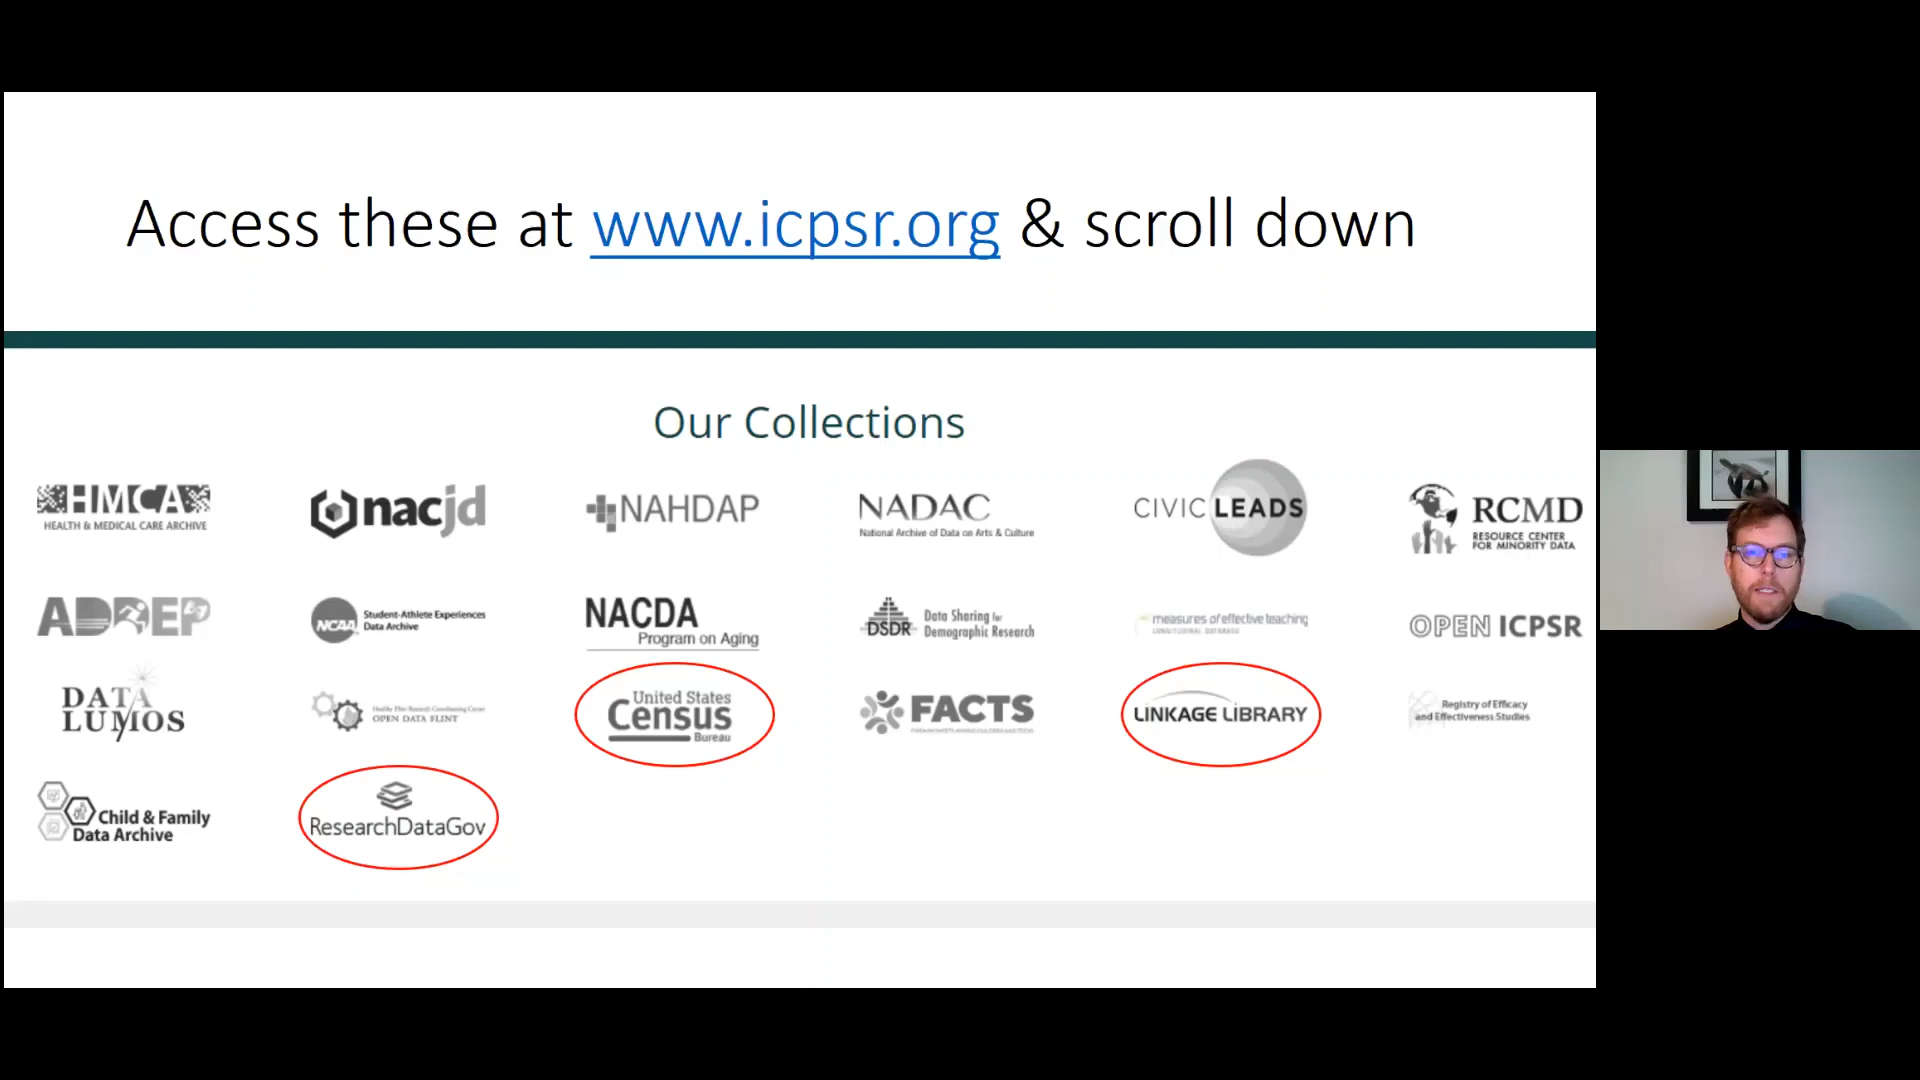 Access these at www.icpsr.org & scroll down
Our Collections
HMCA
HEALTH & MEDICAL CARE ARCHIVE
nacjd
NAHDAP
NADAC
National Archive of Data on Arts & Culture
CIVIC LEADS
RCMD
RESOURCE CENTER
FOR MINORITY DATA
ADDEP
NCAA
Student-Athlete Experiences
Data Archive
NACDA
Program on Aging
DSDR
Data Sharing for
Demographic Research
measures of effective teaching
LONGITUDINAL DATABASE
OPEN ICPSR
DATA
LUMOS
OPEN DATA FLINT
United States
Census
Bureau
FACTS
LINKAGE LIBRARY
Registry of Efficacy
and Effectiveness Studies
Child & Family
Data Archive
ResearchDataGov